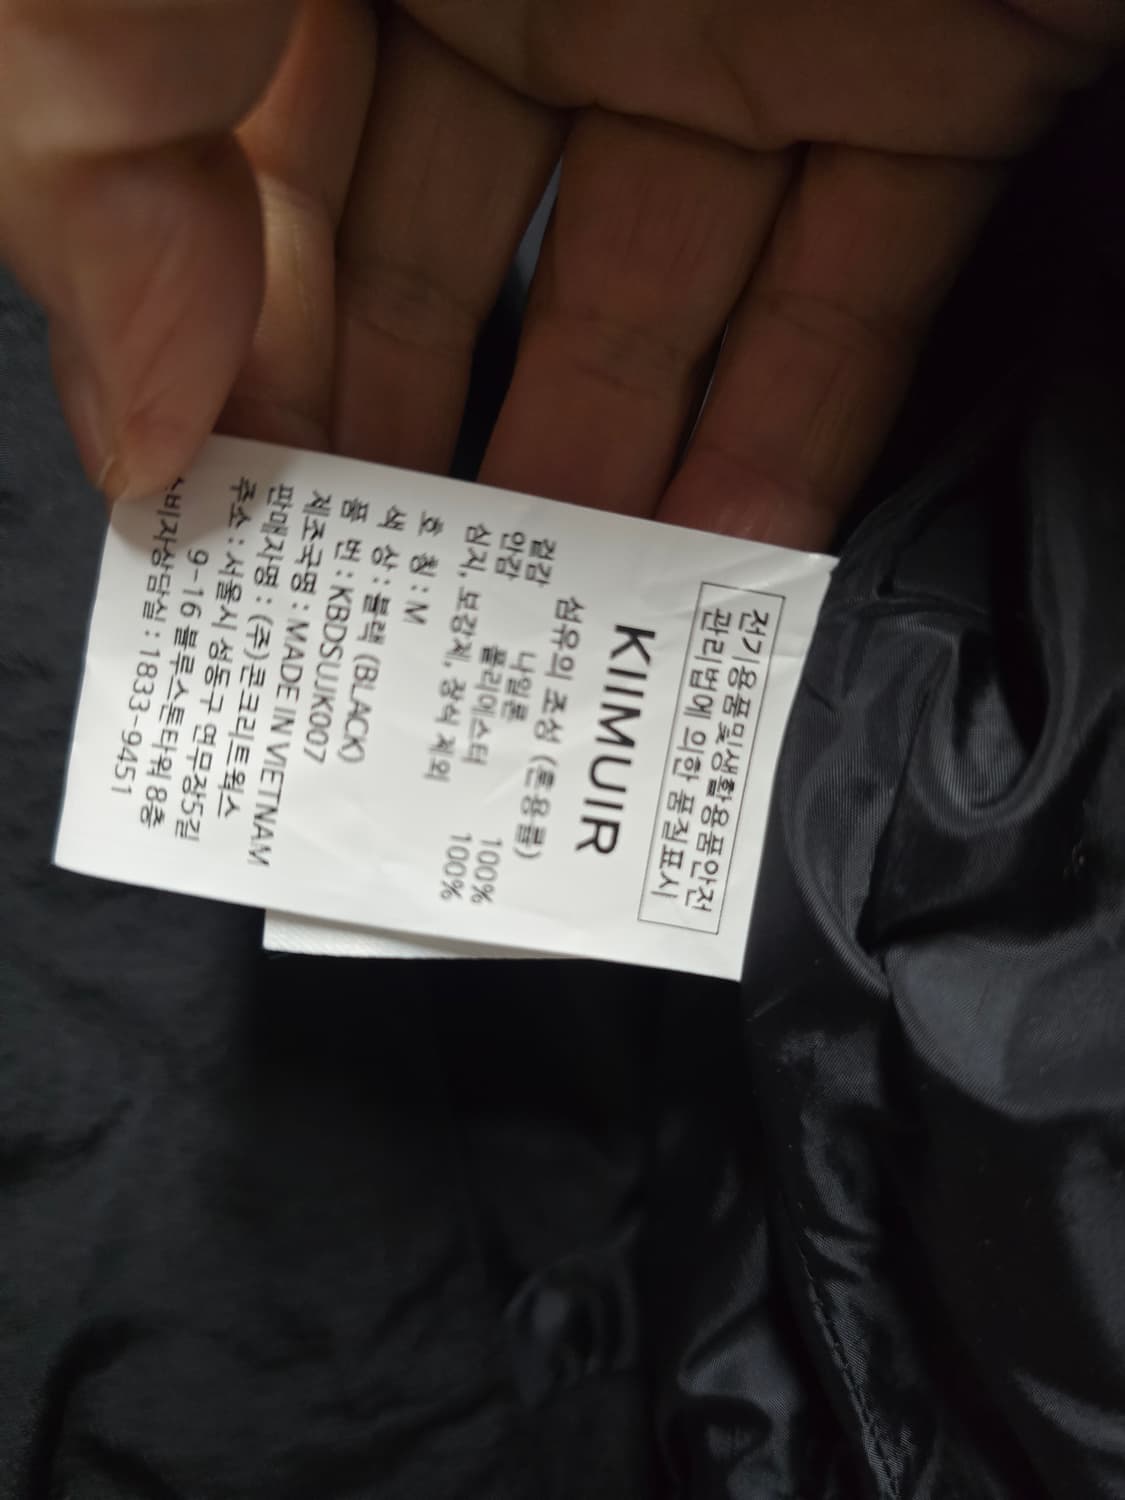 전기용품및생활용품안전
관리법에 의한 품질표시
KIIMUIR
섬유의 조성 (혼용률)
겉감 나일론 100%
안감 폴리에스터 100%
심지, 보강제, 장식 제외
호 칭 : M
색 상 : 블랙 (BLACK)
품 번 : KBDSUJK007
제조국명 : MADE IN VIETNAM
판매자명 : (주)콘크리트웍스
주소 : 서울시 성동구 연무장5길
9-16 블루스톤타워 8층
소비자상담실 : 1833-9451